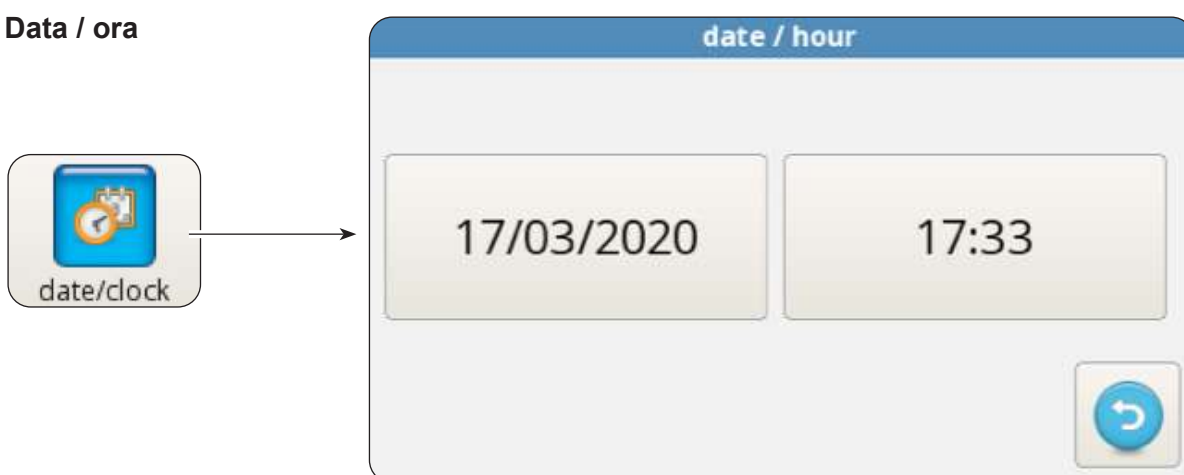 Data / ora
date / hour
date/clock
17/03/2020
17:33